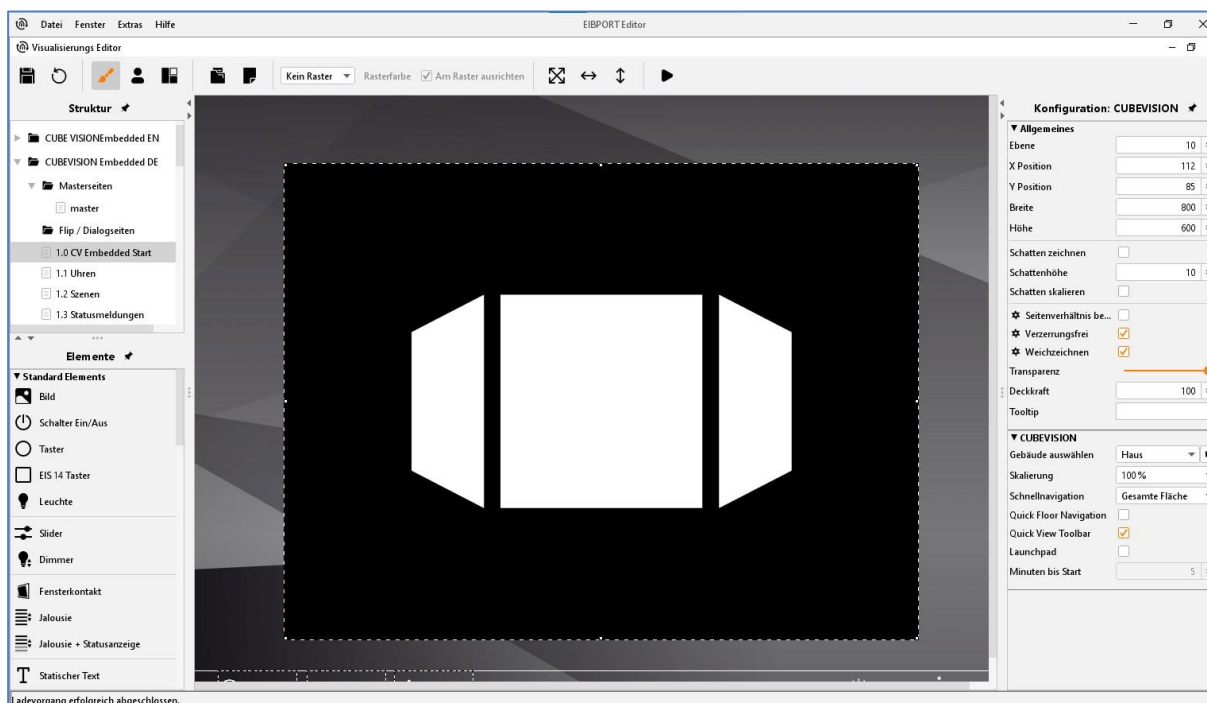 Datei Fenster Extras Hilfe EIBPORT Editor
Visualisierungs Editor
Kein Raster Rasterfarbe Am Raster ausrichten
Struktur
CUBE VISIONEmbedded EN
CUBEVISION Embedded DE
Masterseiten
master
Flip / Dialogseiten
1.0 CV Embedded Start
1.1 Uhren
1.2 Szenen
1.3 Statusmeldungen
Elemente
Standard Elements
Bild
Schalter Ein/Aus
Taster
EIS 14 Taster
Leuchte
Slider
Dimmer
Fensterkontakt
Jalousie
Jalousie + Statusanzeige
Statischer Text
Konfiguration: CUBEVISION
Allgemeines
Ebene 10
X Position 112
Y Position 85
Breite 800
Höhe 600
Schatten zeichnen
Schattenhöhe 10
Schatten skalieren
Seitenverhältnis be...
Verzerrungsfrei
Weichzeichnen
Transparenz
Deckkraft 100
Tooltip
CUBEVISION
Gebäude auswählen Haus
Skalierung 100 %
Schnellnavigation Gesamte Fläche
Quick Floor Navigation
Quick View Toolbar
Launchpad
Minuten bis Start 5
Ladevorgang erfolgreich abgeschlossen.